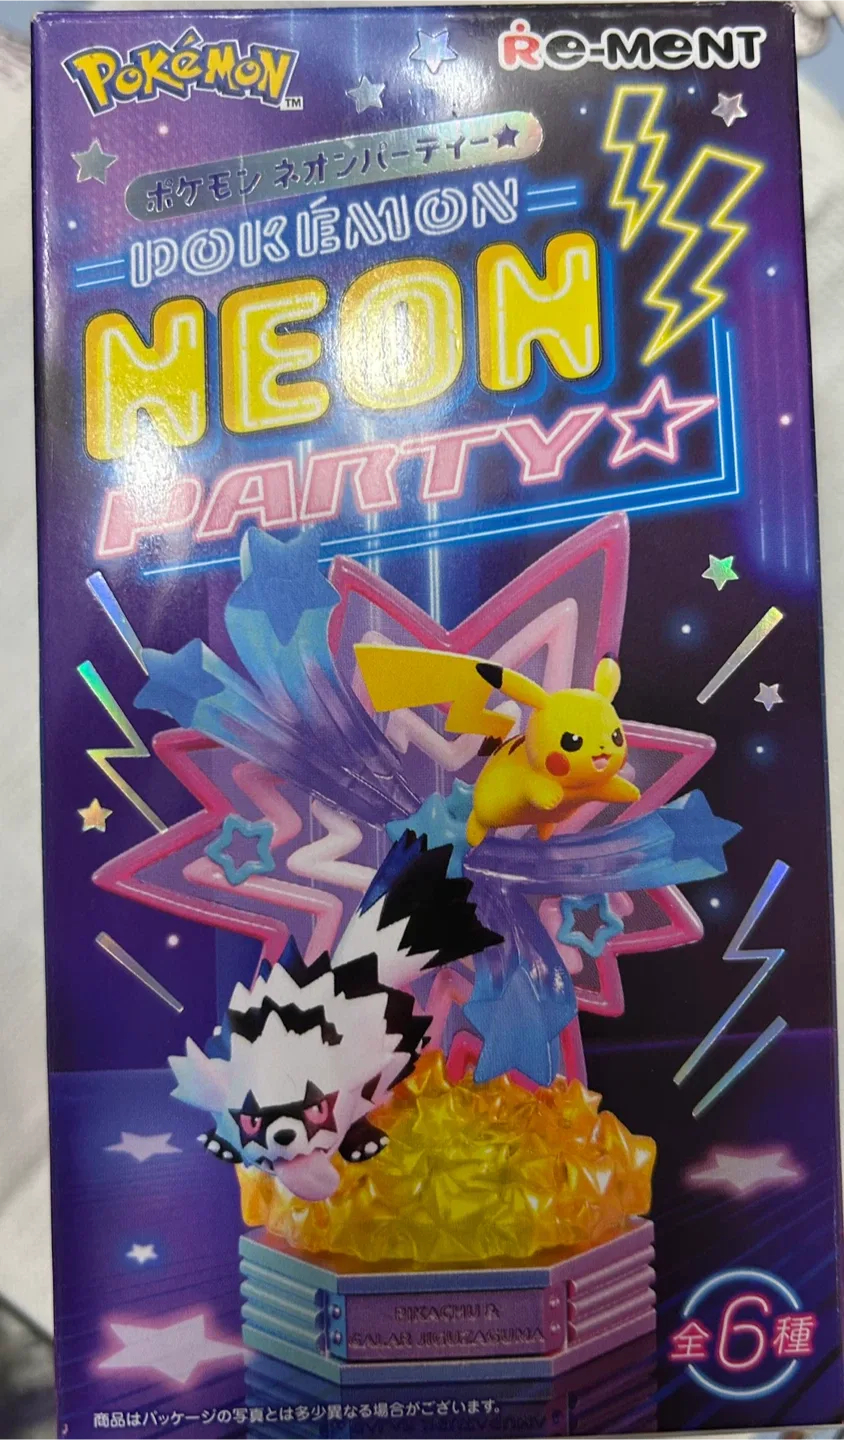 POKéMON TM
Re-MeNT
ポケモン ネオンパーティー★
POKÉMON
NEON
PARTY☆
PIKACHU &
GALAR JIGUZAGUMA
全6種
商品はパッケージの写真とは多少異なる場合がございます。